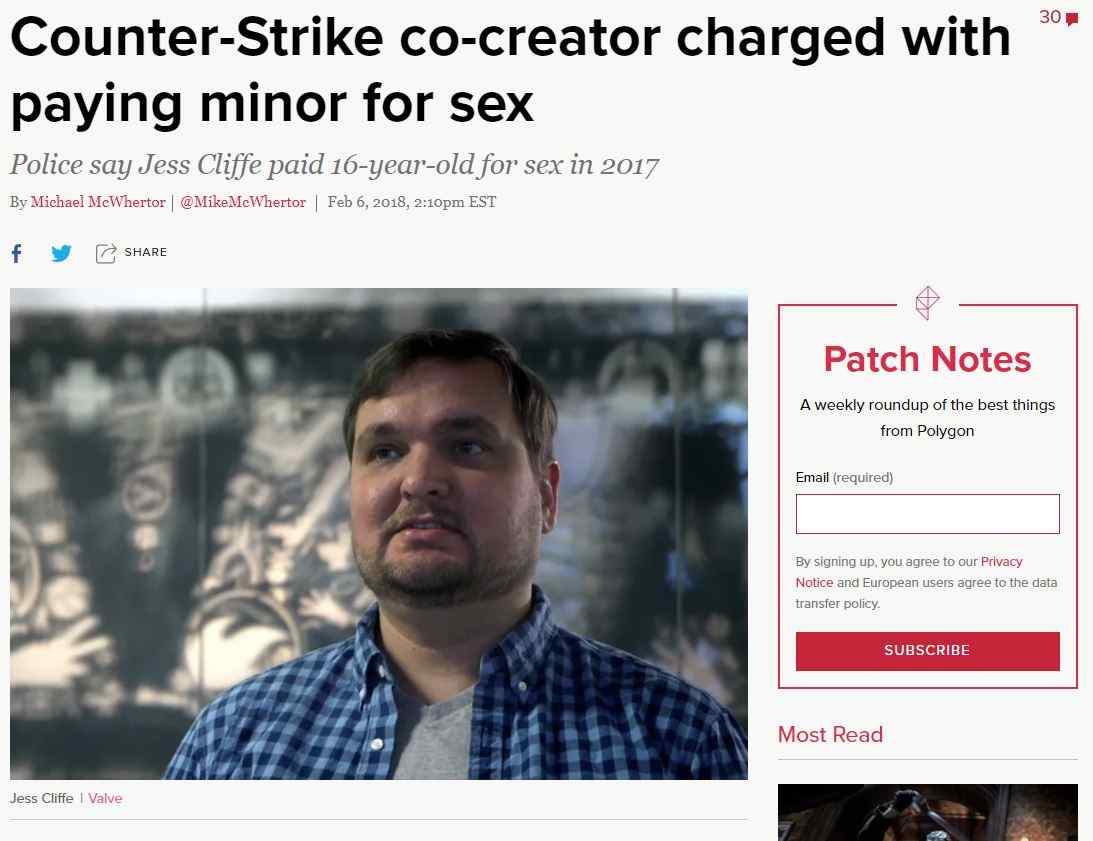 Counter-Strike co-creator charged with
paying minor for sex
30
Police say Jess Cliffe paid 16-year-old for sex in 2017
By Michael McWhertor | @MikeMcWhertor | Feb 6, 2018, 2:10pm EST
SHARE
Jess Cliffe | Valve
Patch Notes
A weekly roundup of the best things
from Polygon
Email (required)
By signing up, you agree to our Privacy
Notice and European users agree to the data
transfer policy.
SUBSCRIBE
Most Read